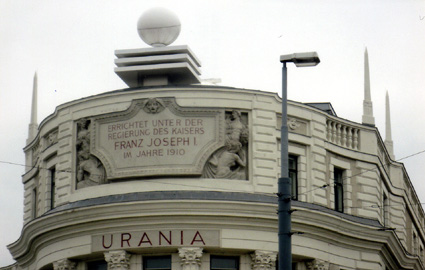 ERRICHTET UNTER DER
REGIERUNG DES KAISERS
FRANZ JOSEPH I.
IM JAHRE 1910
URANIA